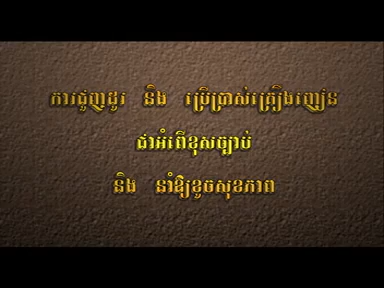 ការជួញដូរ និង ប្រើប្រាស់គ្រឿងញៀន
ជាអំពើខុសច្បាប់
និង នាំឱ្យខូចសុខភាព